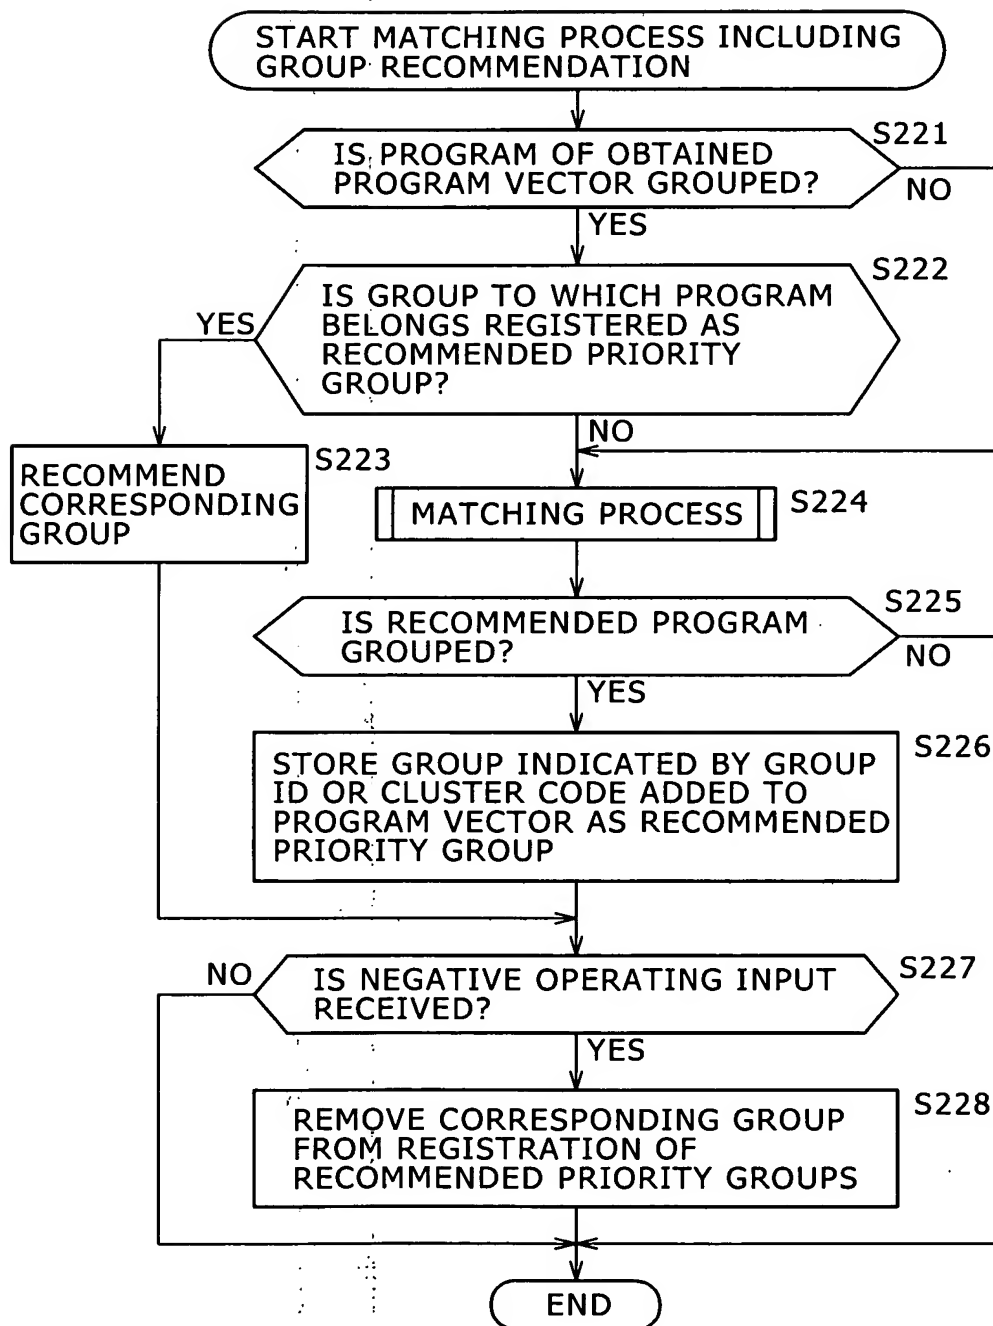 START MATCHING PROCESS INCLUDING
GROUP RECOMMENDATION
S221
IS PROGRAM OF OBTAINED
PROGRAM VECTOR GROUPED?
NO
YES
S222
IS GROUP TO WHICH PROGRAM
BELONGS REGISTERED AS
RECOMMENDED PRIORITY
GROUP?
YES
NO
S223
RECOMMEND
CORRESPONDING
GROUP
MATCHING PROCESS
S224
S225
IS RECOMMENDED PROGRAM
GROUPED?
NO
YES
S226
STORE GROUP INDICATED BY GROUP
ID OR CLUSTER CODE ADDED TO
PROGRAM VECTOR AS RECOMMENDED
PRIORITY GROUP
S227
NO
IS NEGATIVE OPERATING INPUT
RECEIVED?
YES
S228
REMOVE CORRESPONDING GROUP
FROM REGISTRATION OF
RECOMMENDED PRIORITY GROUPS
END